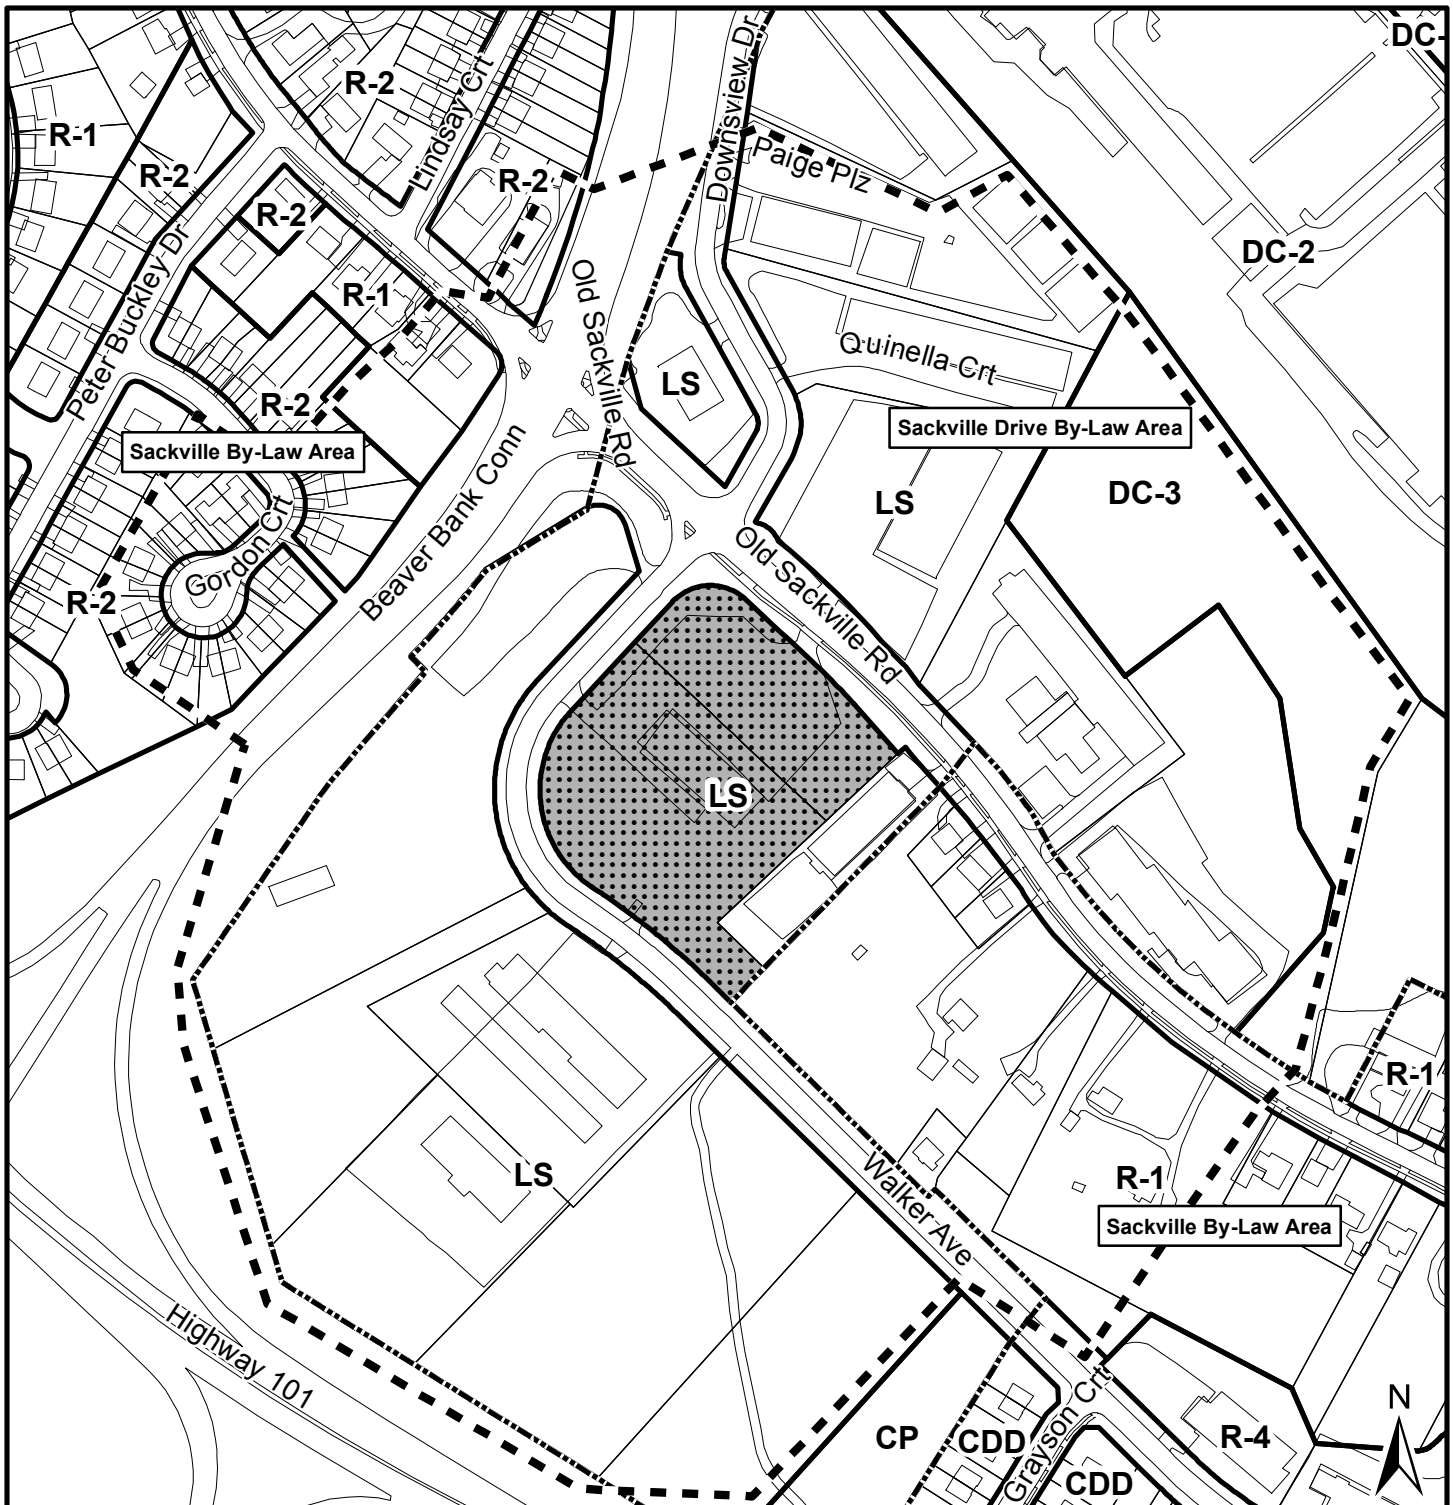 DC-
R-2
Lindsay Crt
Downsview Dr
R-1
R-2
R-2
Paige Plz
R-2
DC-2
Peter Buckley Dr
R-1
Old Sackville Rd
Quinella Crt
LS
R-2
Sackville Drive By-Law Area
Sackville By-Law Area
DC-3
LS
Beaver Bank Conn
Gordon Crt
R-2
Old Sackville Rd
LS
R-1
LS
R-1
Walker Ave
Sackville By-Law Area
Highway 101
N
Grayson Crt
CP
CDD
R-4
CDD